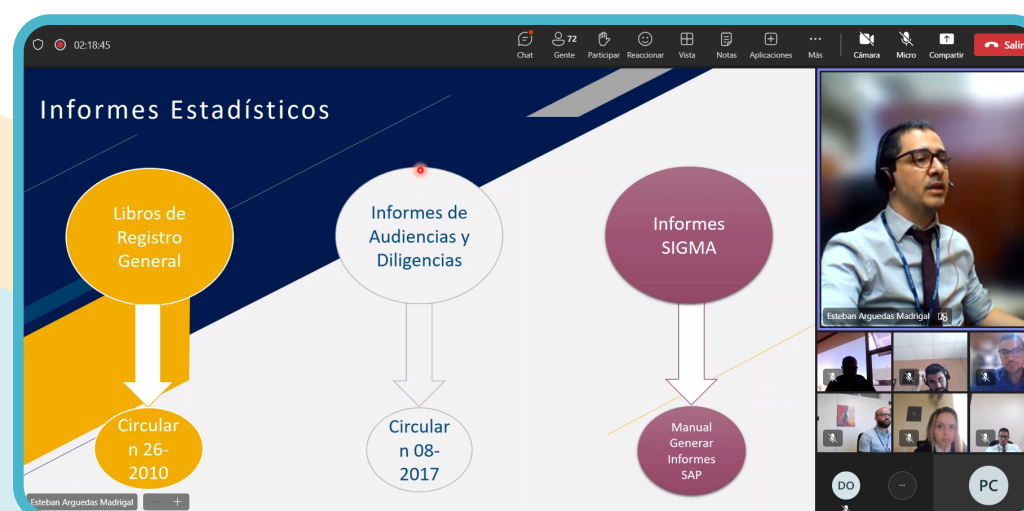 02:18:45
72
Chat Gente Participar Reaccionar Vista Notas Aplicaciones Más Cámara Micro Compartir Salir
Informes Estadísticos
Libros de
Registro
General
Informes de
Audiencias y
Diligencias
Informes
SIGMA
Circular
n 26-
2010
Circular
n 08-
2017
Manual
Generar
Informes
SAP
Esteban Arguedas Madrigal
Esteban Arguedas Madrigal
DO
...
PC